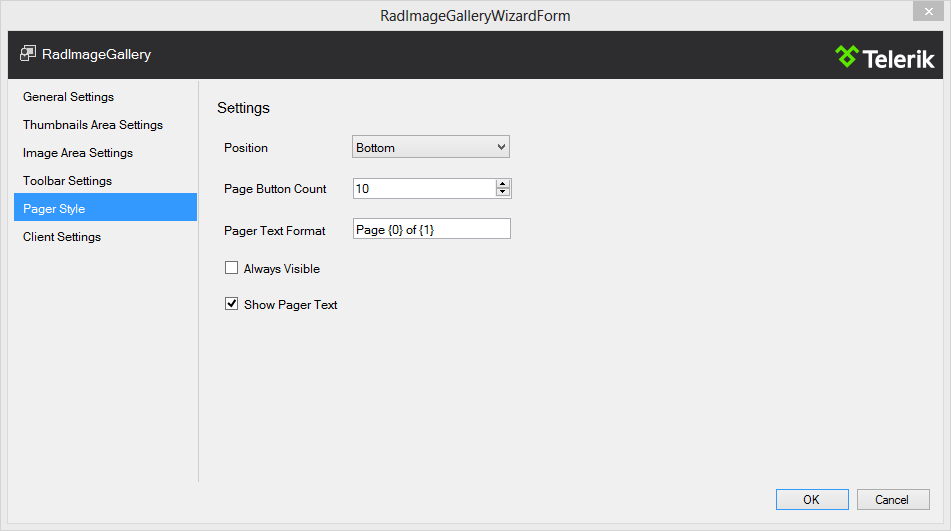 RadImageGalleryWizardForm
RadImageGallery
Telerik
General Settings
Thumbnails Area Settings
Image Area Settings
Toolbar Settings
Pager Style
Client Settings
Settings
Position
Bottom
Page Button Count
10
Pager Text Format
Page {0} of {1}
Always Visible
Show Pager Text
OK
Cancel